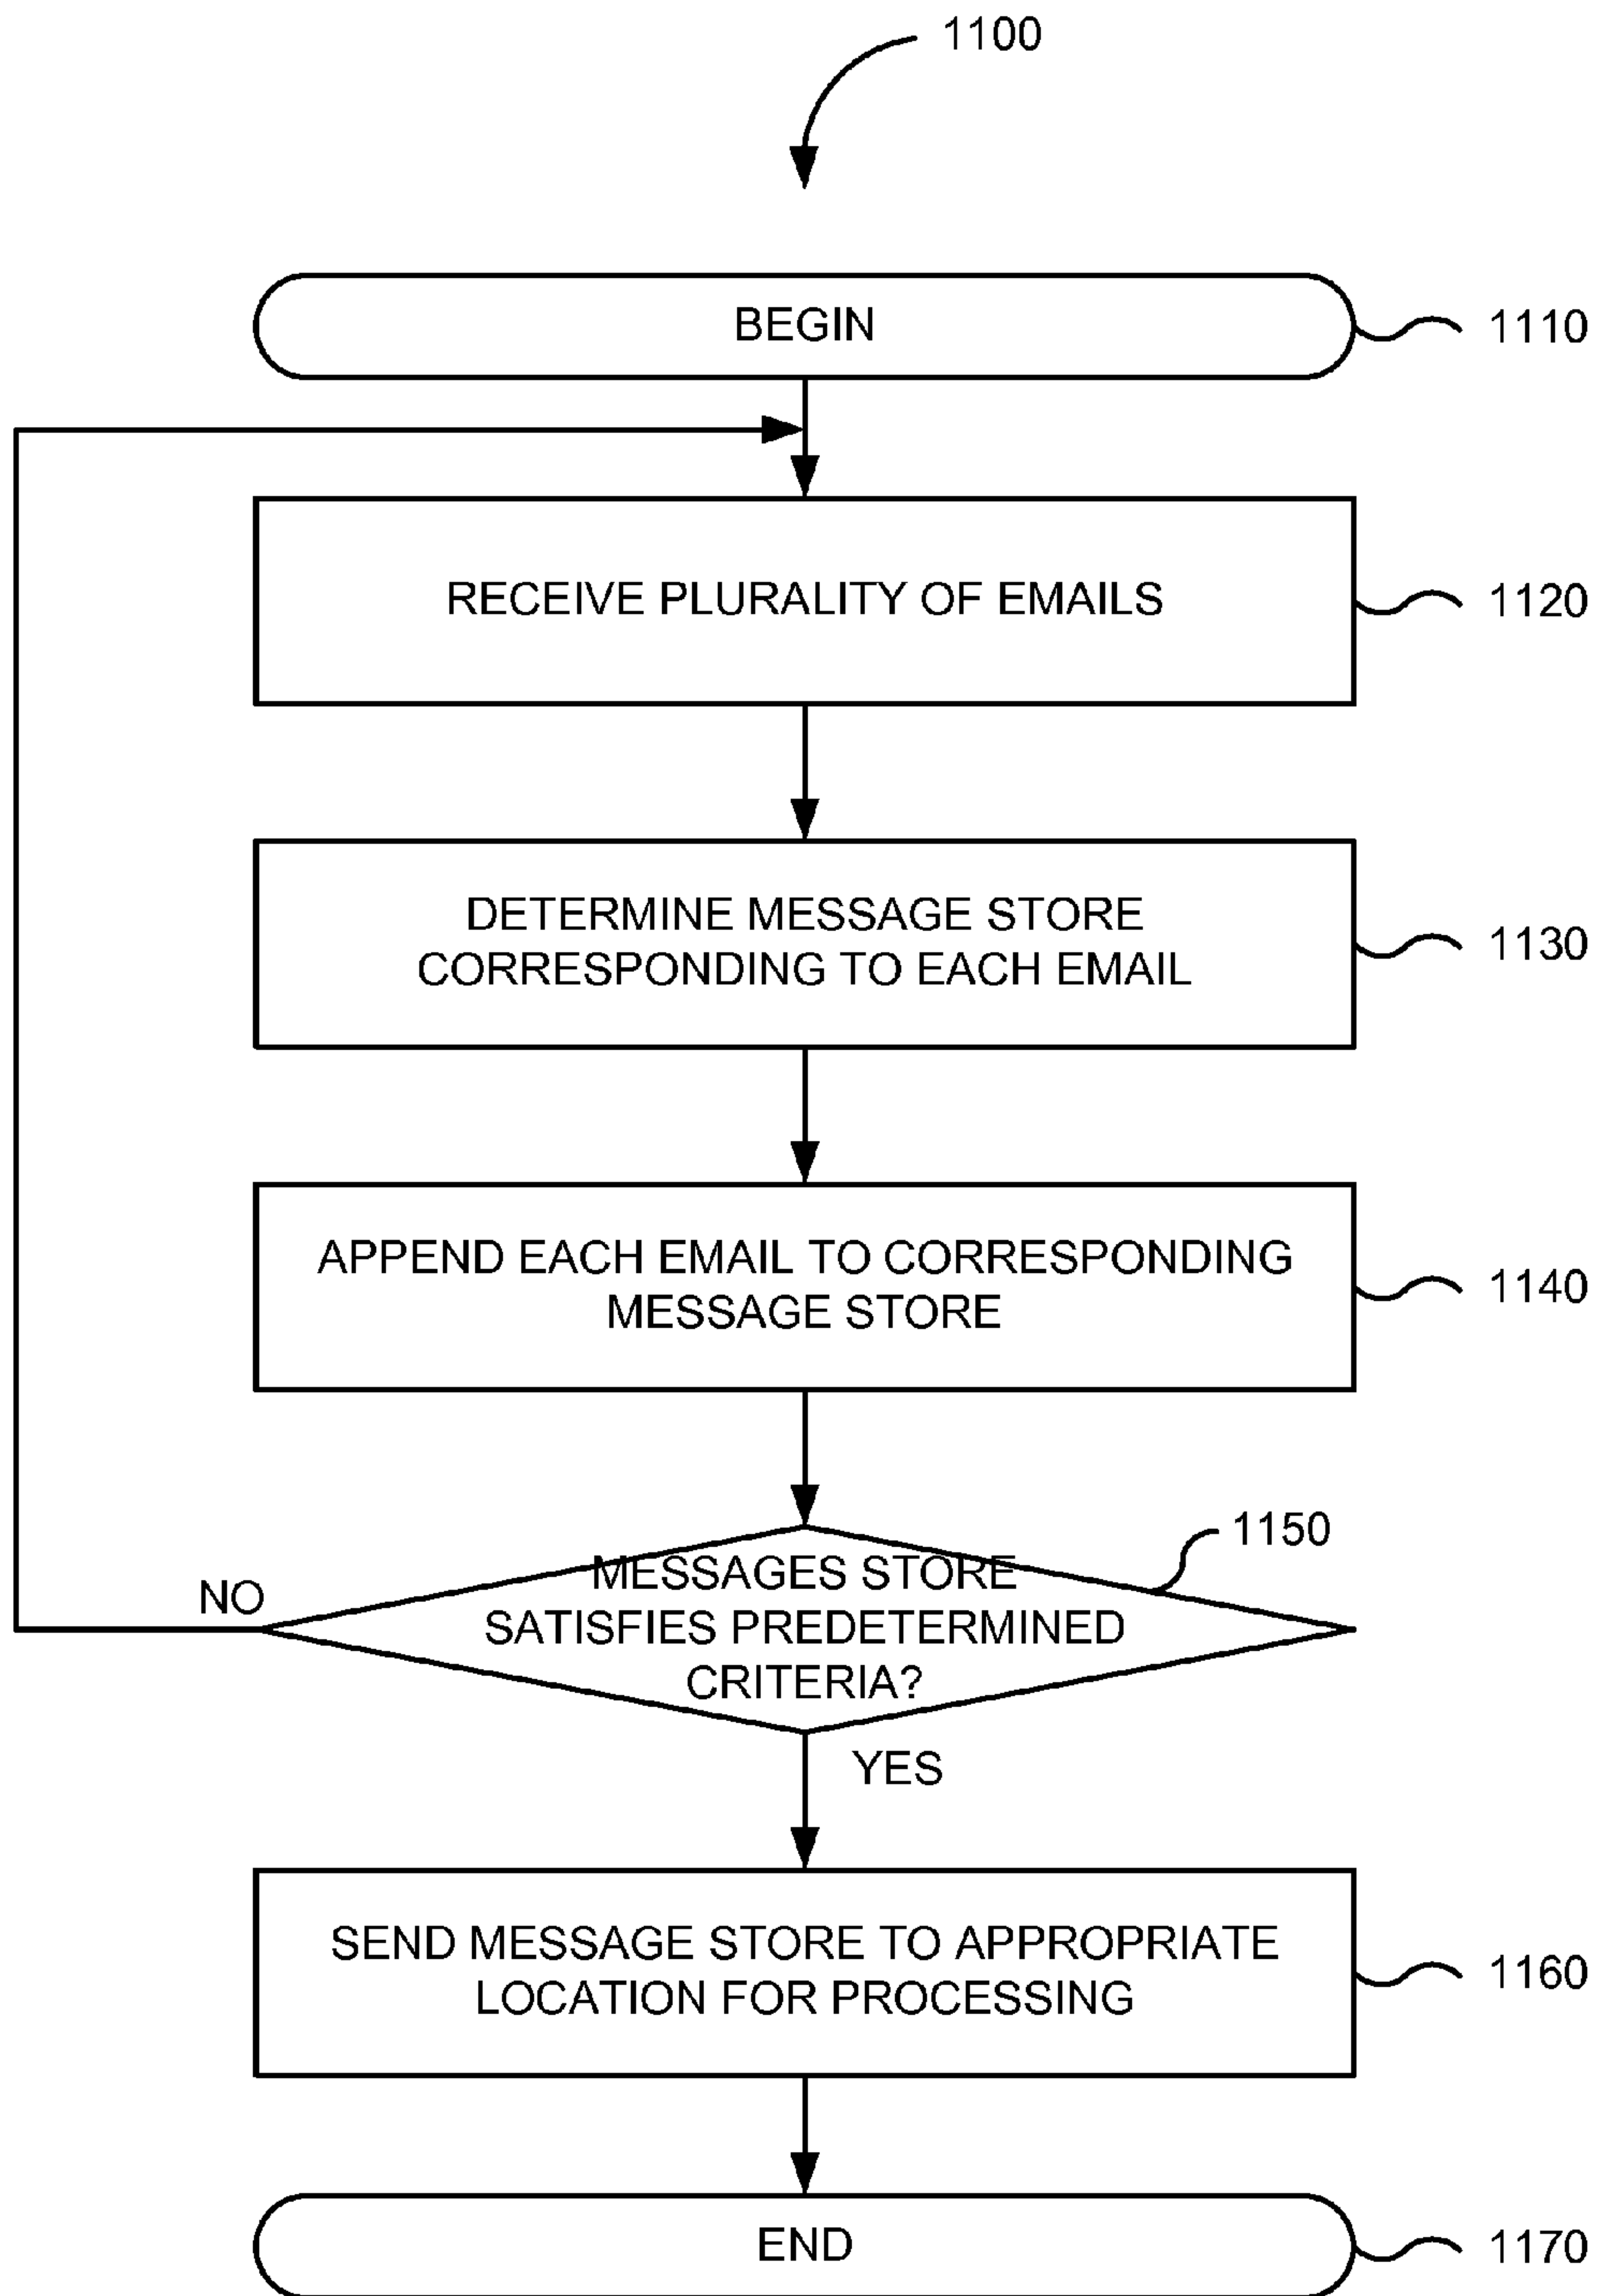 1100
BEGIN
1110
RECEIVE PLURALITY OF EMAILS
1120
DETERMINE MESSAGE STORE
CORRESPONDING TO EACH EMAIL
1130
APPEND EACH EMAIL TO CORRESPONDING
MESSAGE STORE
1140
1150
MESSAGES STORE
SATISFIES PREDETERMINED
CRITERIA?
NO
YES
SEND MESSAGE STORE TO APPROPRIATE
LOCATION FOR PROCESSING
1160
END
1170